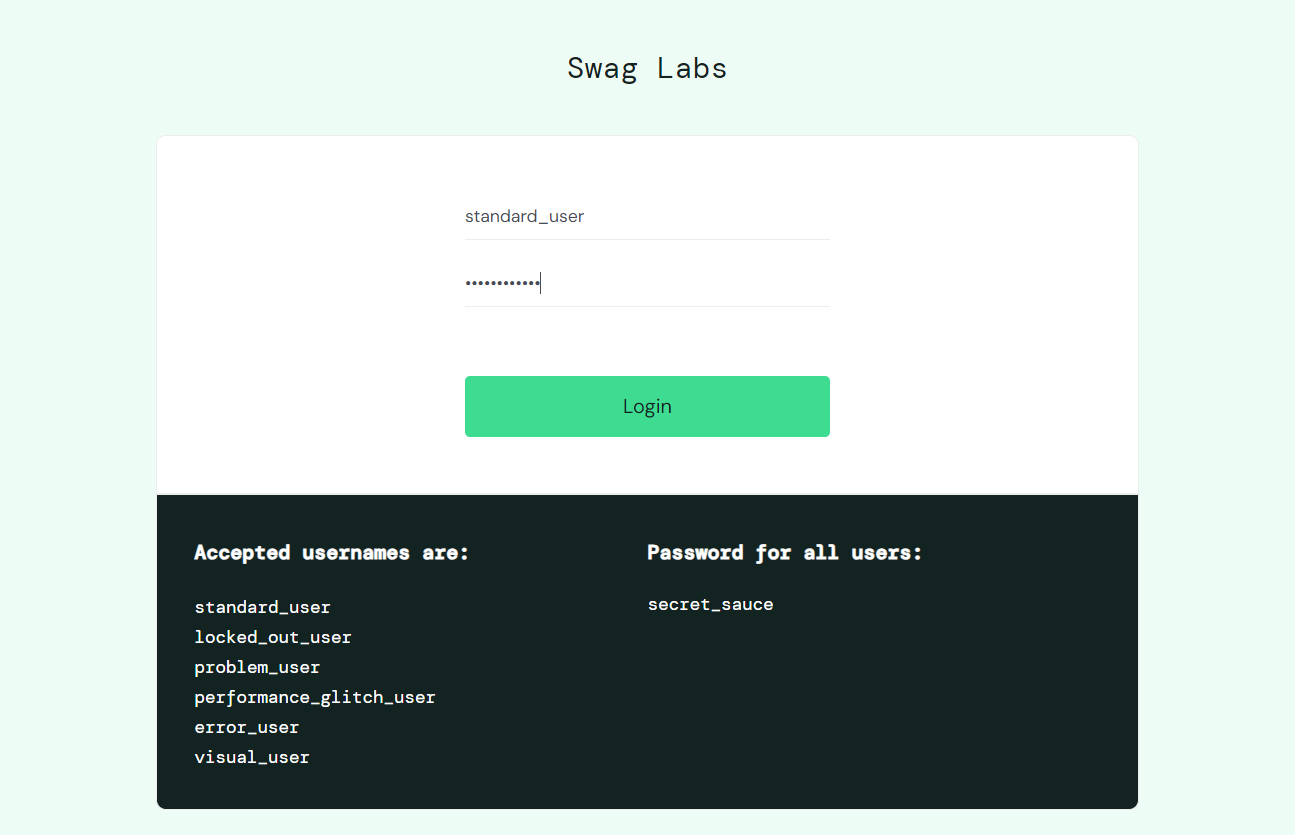 Swag Labs
standard_user
••••••••••••
Login
Accepted usernames are:
standard_user
locked_out_user
problem_user
performance_glitch_user
error_user
visual_user
Password for all users:
secret_sauce